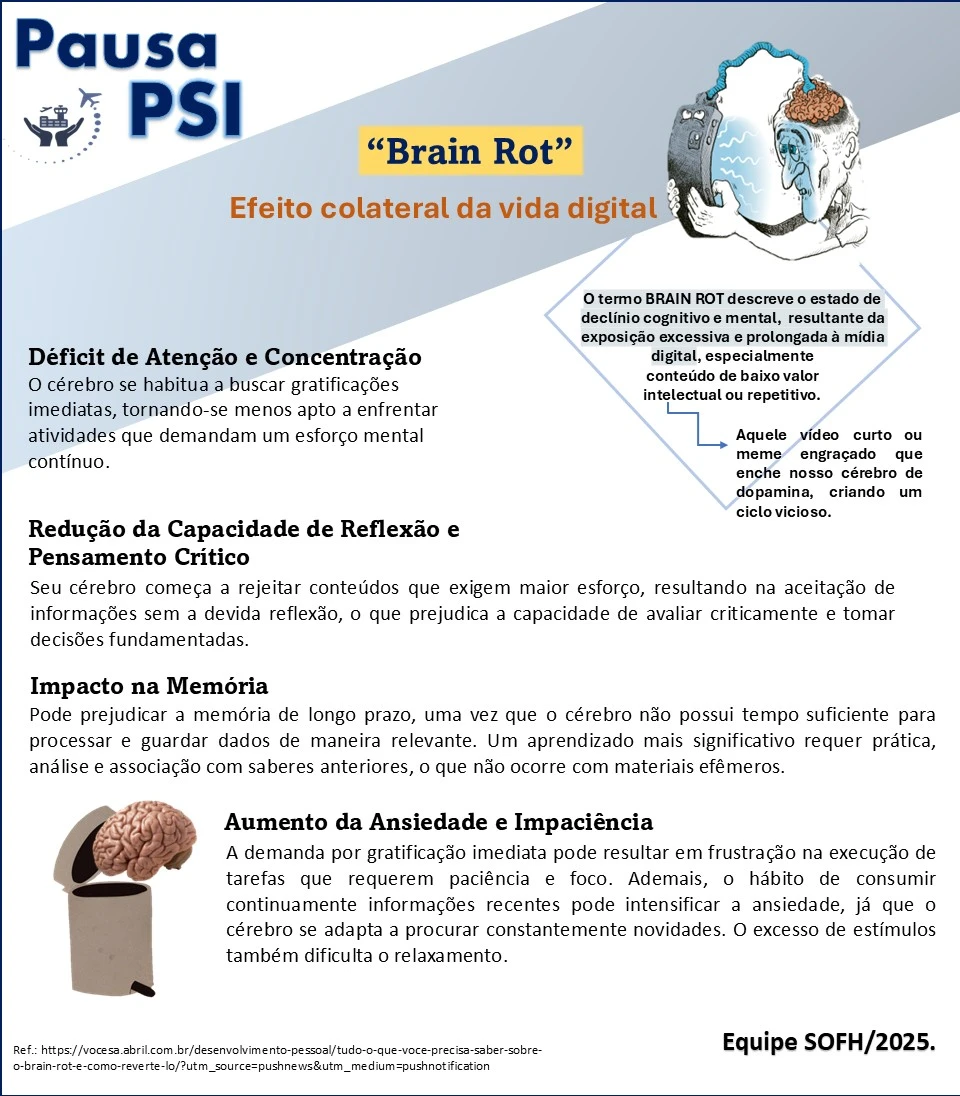 Pausa
PSI
“Brain Rot”
Efeito colateral da vida digital
O termo BRAIN ROT descreve o estado de
declínio cognitivo e mental, resultante da
exposição excessiva e prolongada à mídia
digital, especialmente
conteúdo de baixo valor
intelectual ou repetitivo.
Aquele vídeo curto ou
meme engraçado que
enche nosso cérebro de
dopamina, criando um
ciclo vicioso.
Déficit de Atenção e Concentração
O cérebro se habitua a buscar gratificações
imediatas, tornando-se menos apto a enfrentar
atividades que demandam um esforço mental
contínuo.
Redução da Capacidade de Reflexão e
Pensamento Crítico
Seu cérebro começa a rejeitar conteúdos que exigem maior esforço, resultando na aceitação de
informações sem a devida reflexão, o que prejudica a capacidade de avaliar criticamente e tomar
decisões fundamentadas.
Impacto na Memória
Pode prejudicar a memória de longo prazo, uma vez que o cérebro não possui tempo suficiente para
processar e guardar dados de maneira relevante. Um aprendizado mais significativo requer prática,
análise e associação com saberes anteriores, o que não ocorre com materiais efêmeros.
Aumento da Ansiedade e Impaciência
A demanda por gratificação imediata pode resultar em frustração na execução de
tarefas que requerem paciência e foco. Ademais, o hábito de consumir
continuamente informações recentes pode intensificar a ansiedade, já que o
cérebro se adapta a procurar constantemente novidades. O excesso de estímulos
também dificulta o relaxamento.
Equipe SOFH/2025.
Ref.: https://vocesa.abril.com.br/desenvolvimento-pessoal/tudo-o-que-voce-precisa-saber-sobre-
o-brain-rot-e-como-reverte-lo/?utm_source=pushnews&utm_medium=pushnotification